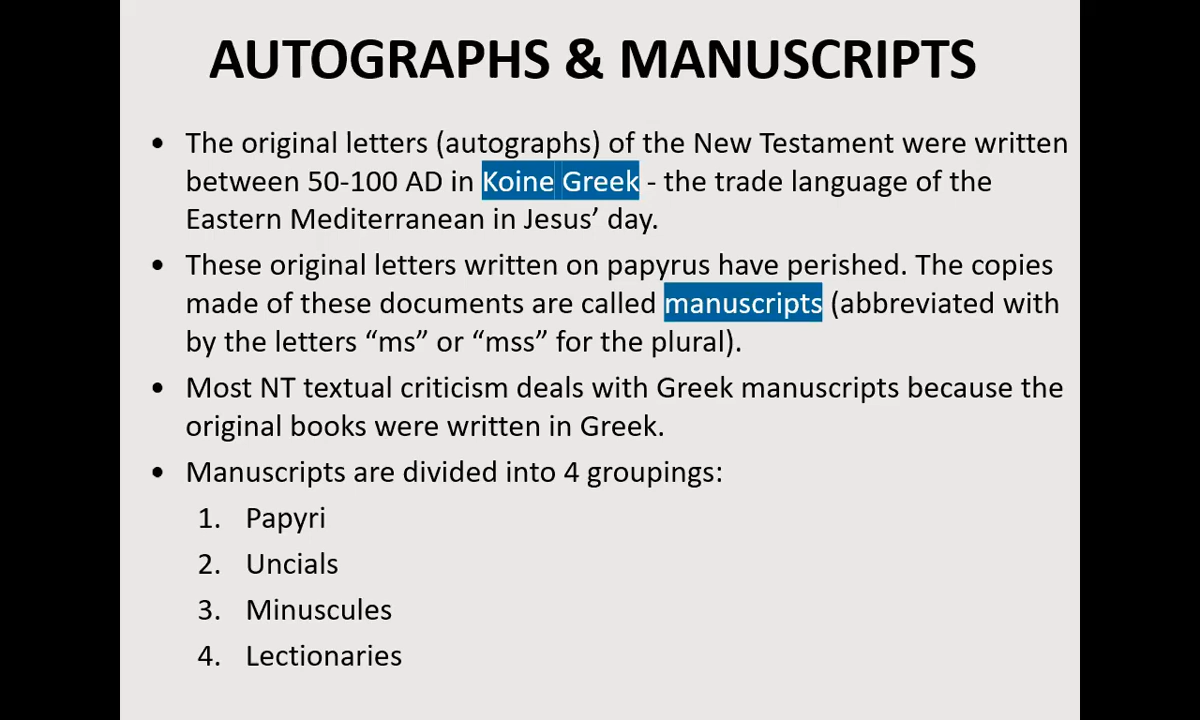 AUTOGRAPHS & MANUSCRIPTS
• The original letters (autographs) of the New Testament were written
between 50-100 AD in Koine Greek - the trade language of the
Eastern Mediterranean in Jesus’ day.
• These original letters written on papyrus have perished. The copies
made of these documents are called manuscripts (abbreviated with
by the letters “ms” or “mss” for the plural).
• Most NT textual criticism deals with Greek manuscripts because the
original books were written in Greek.
• Manuscripts are divided into 4 groupings:
1. Papyri
2. Uncials
3. Minuscules
4. Lectionaries